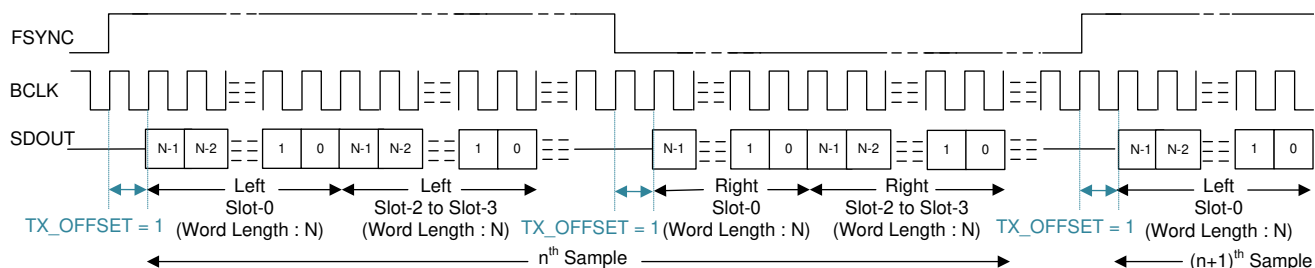 FSYNC
BCLK
SDOUT
N-1 N-2 1 0 N-1 N-2 1 0 N-1 1 0 N-1 N-2 1 0 N-1 N-2 1 0
TX_OFFSET = 1
Left
Slot-0
(Word Length : N)
Left
Slot-2 to Slot-3
(Word Length : N)
TX_OFFSET = 1
Right
Slot-0
(Word Length : N)
Right
Slot-2 to Slot-3
(Word Length : N)
TX_OFFSET = 1
Left
Slot-0
(Word Length : N)
nth Sample
(n+1)th Sample